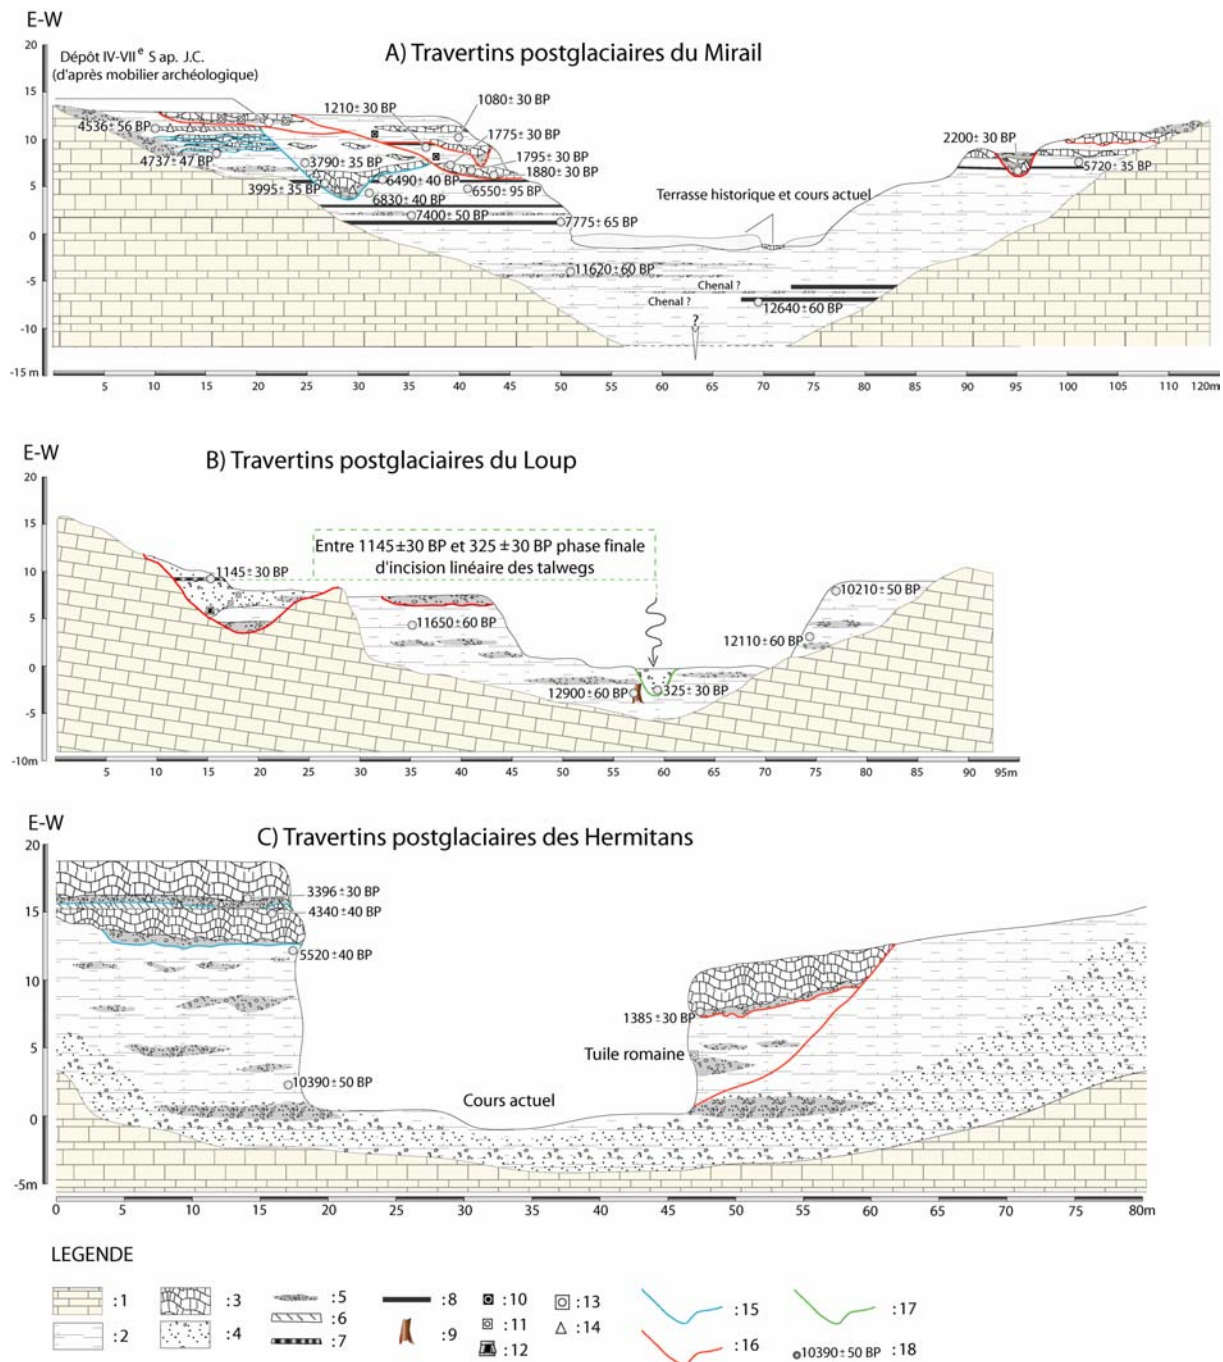 E-W
A) Travertins postglaciaires du Mirail
Dépôt IV-VIIe S ap. J.C.
(d'après mobilier archéologique)
20
15
10
5
0
-5
-10
-15 m
1210±30 BP
1080±30 BP
4536±56 BP
1775±30 BP
2200±30 BP
4737±47 BP
3790±35 BP
1795±30 BP
5720±35 BP
6490±40 BP
1880±30 BP
3995±35 BP
6550±95 BP
6830±40 BP
Terrasse historique et cours actuel
7400±50 BP
7775±65 BP
11620±60 BP
Chenal ?
Chenal ?
12640±60 BP
?
5 10 15 20 25 30 35 40 45 50 55 60 65 70 75 80 85 90 95 100 105 110 120m
E-W
B) Travertins postglaciaires du Loup
20
15
10
5
0
-5
-10m
Entre 1145±30 BP et 325±30 BP phase finale
d'incision linéaire des talwegs
1145±30 BP
10210±50 BP
11650±60 BP
12110±60 BP
12900±60 BP
325±30 BP
5 10 15 20 25 30 35 40 45 50 55 60 65 70 75 80 85 90 95m
E-W
C) Travertins postglaciaires des Hermitans
20
15
10
5
0
-5m
3396±30 BP
4340±40 BP
5520±40 BP
1385±30 BP
Tuile romaine
10390±50 BP
Cours actuel
0 5 10 15 20 25 30 35 40 45 50 55 60 65 70 75 80m
LEGENDE
:1 :3 :5 :8 :10 :13 :15 :17
:6 :11 :14
:2 :4 :7 :9 :12 :16 10390±50 BP :18